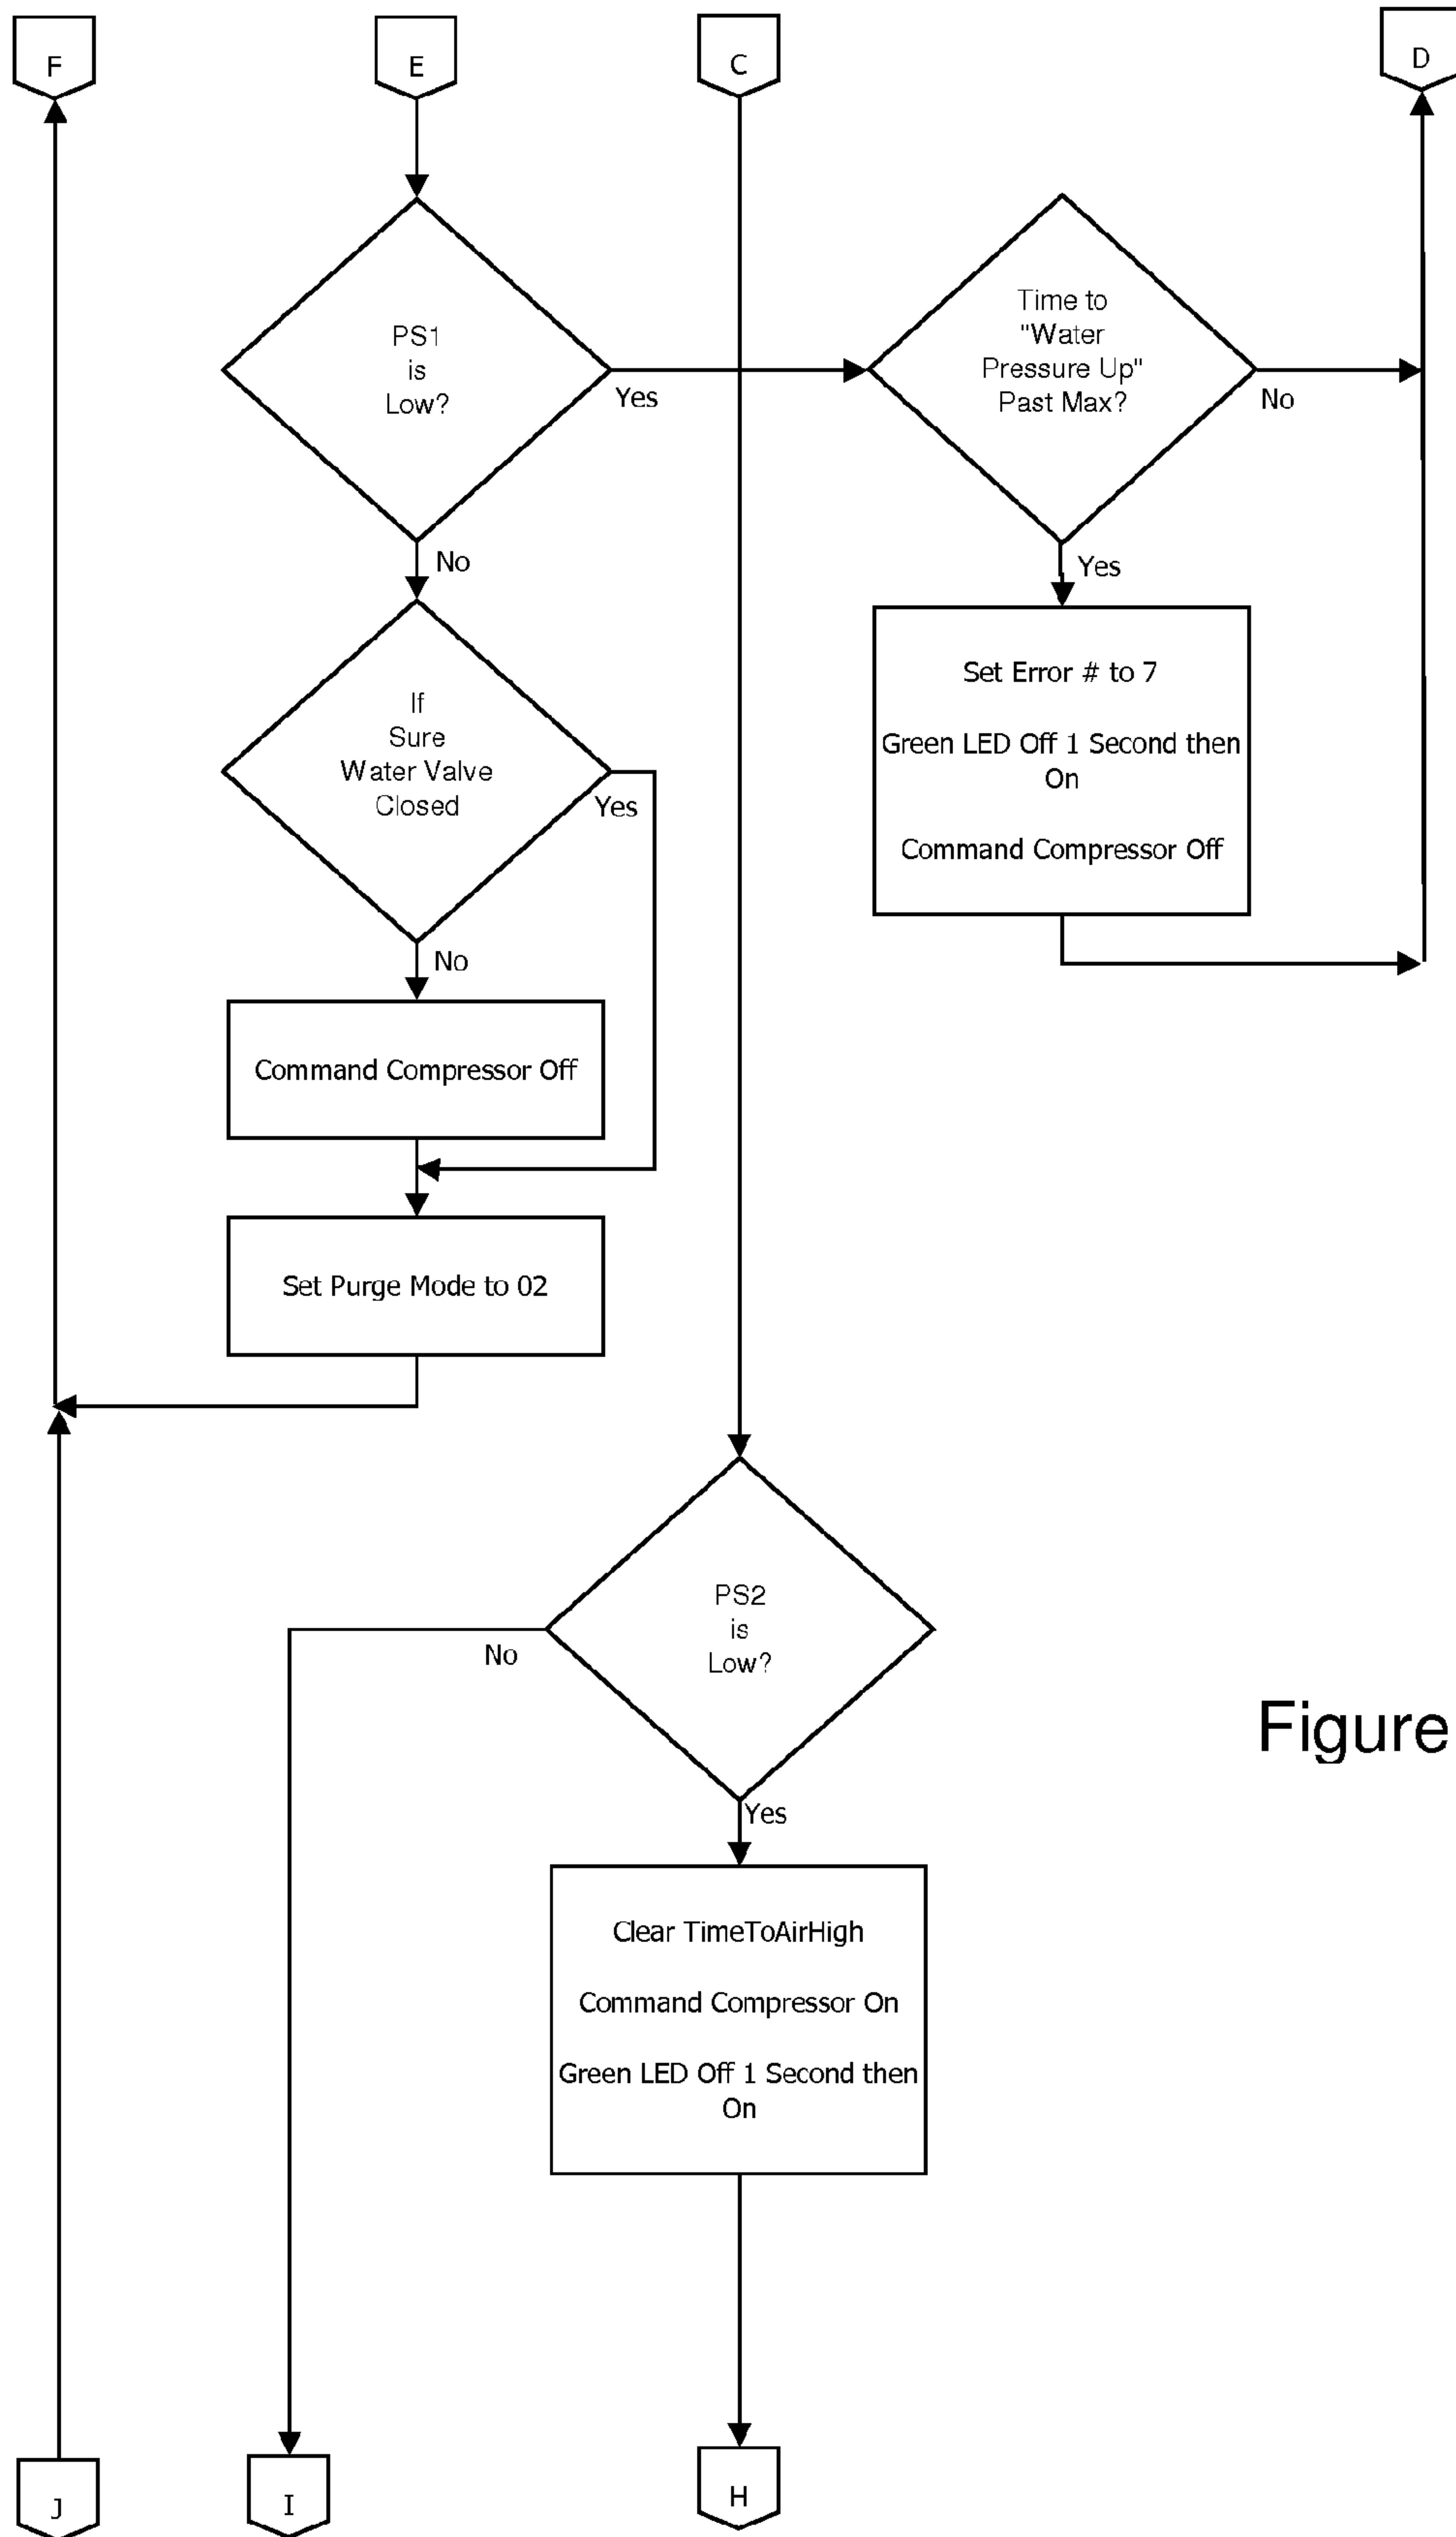 F
E
C
D
PS1
is
Low?
Yes
Time to
"Water
Pressure Up"
Past Max?
No
No
Yes
If
Sure
Water Valve
Closed
Yes
Set Error # to 7
Green LED Off 1 Second then
On
Command Compressor Off
No
Command Compressor Off
Set Purge Mode to 02
PS2
is
Low?
No
Figure
Yes
Clear TimeToAirHigh
Command Compressor On
Green LED Off 1 Second then
On
J
I
H